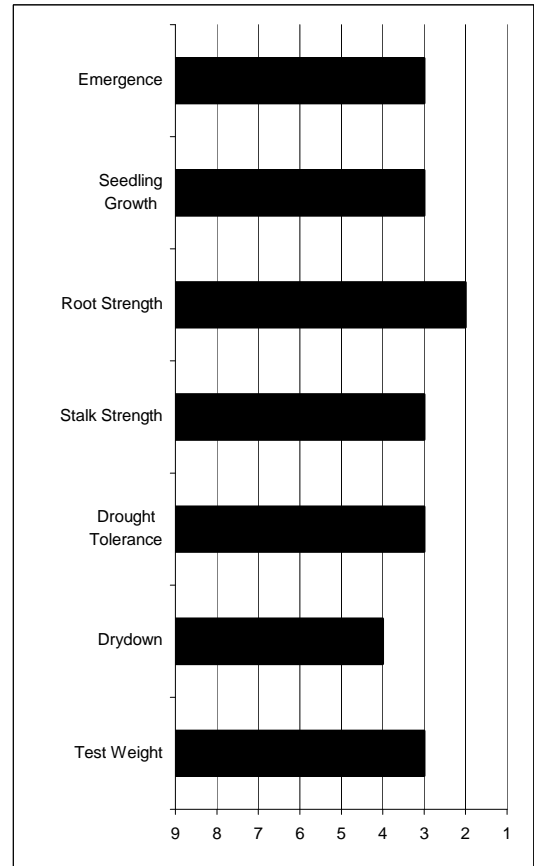 Emergence
Seedling
Growth
Root Strength
Stalk Strength
Drought
Tolerance
Drydown
Test Weight
9 8 7 6 5 4 3 2 1